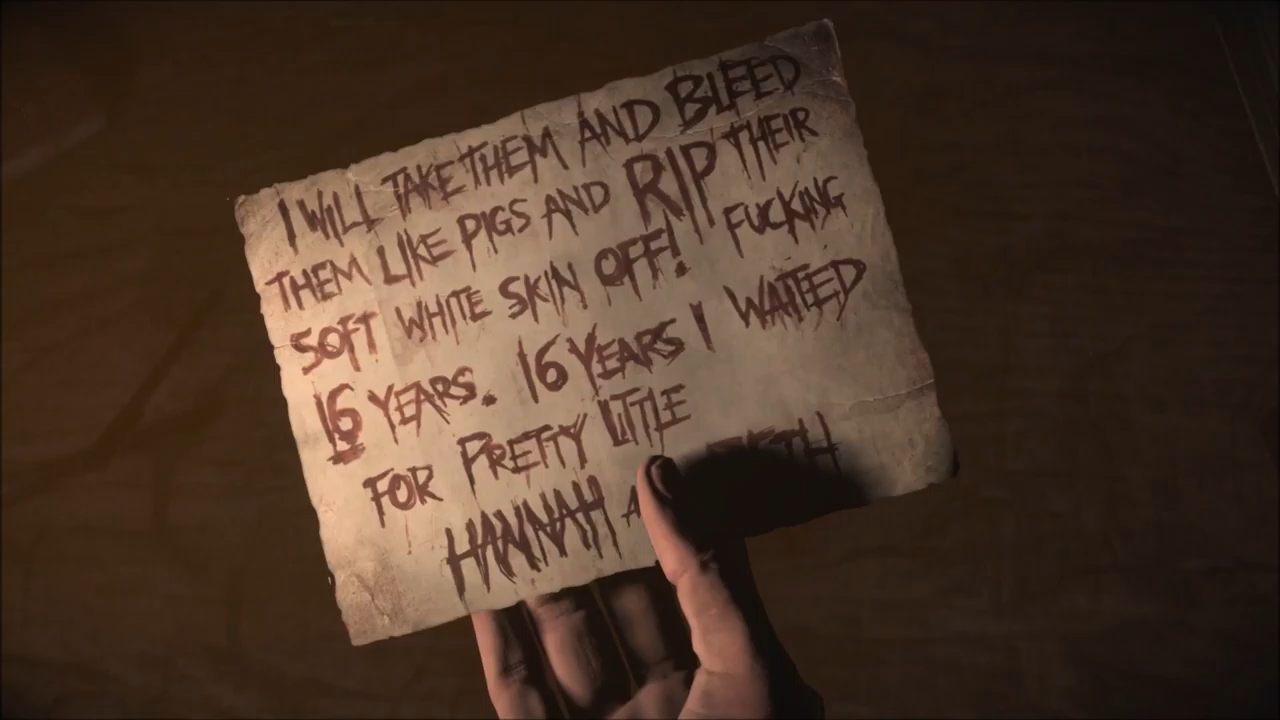 I WILL TAKE THEM AND BLEED
THEM LIKE PIGS AND RIP THEIR
SOFT WHITE SKIN OFF! FUCKING
16 YEARS. 16 YEARS I WAITED
FOR PRETTY LITTLE
HANNAH BETH